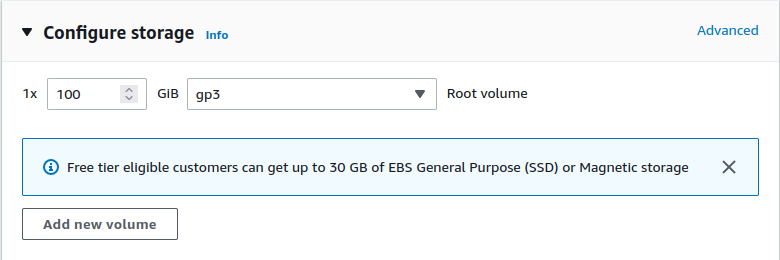 Configure storage Info Advanced
1x 100 GiB gp3 Root volume
Free tier eligible customers can get up to 30 GB of EBS General Purpose (SSD) or Magnetic storage
Add new volume